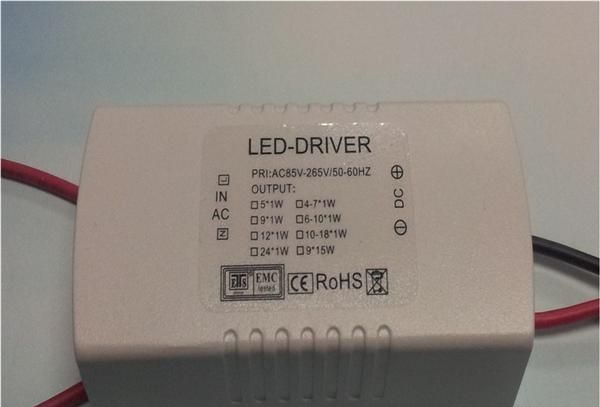 LED-DRIVER
PRI:AC85V-265V/50-60HZ
OUTPUT:
□5*1W □4-7*1W
□9*1W □6-10*1W
□12*1W □10-18*1W
□24*1W □9*15W
L
IN
AC
N
⊕
DC
⊖
EMC
tested
CE RoHS